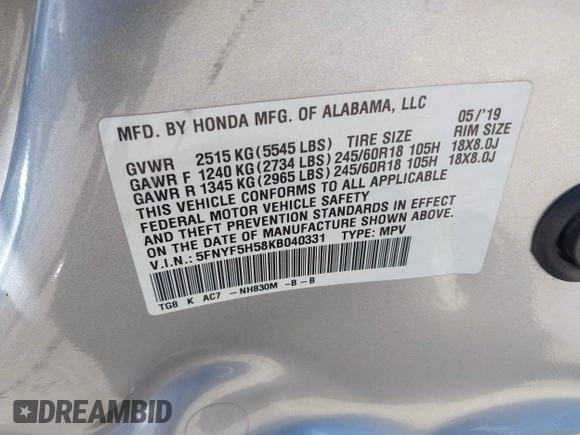 MFD. BY HONDA MFG. OF ALABAMA, LLC 05/'19
GVWR 2515 KG(5545 LBS) TIRE SIZE RIM SIZE
GAWR F 1240 KG(2734 LBS)245/60R18 105H 18X8.0J
GAWR R 1345 KG(2965 LBS)245/60R18 105H 18X8.0J
THIS VEHICLE CONFORMS TO ALL APPLICABLE
FEDERAL MOTOR VEHICLE SAFETY
AND THEFT PREVENTION STANDARDS IN EFFECT
ON THE DATE OF MANUFACTURE SHOWN ABOVE.
V.I.N.: 5FNYF5H58KB040331 TYPE: MPV
TG8 K AC7 -NH830M -B-B
DREAMBID